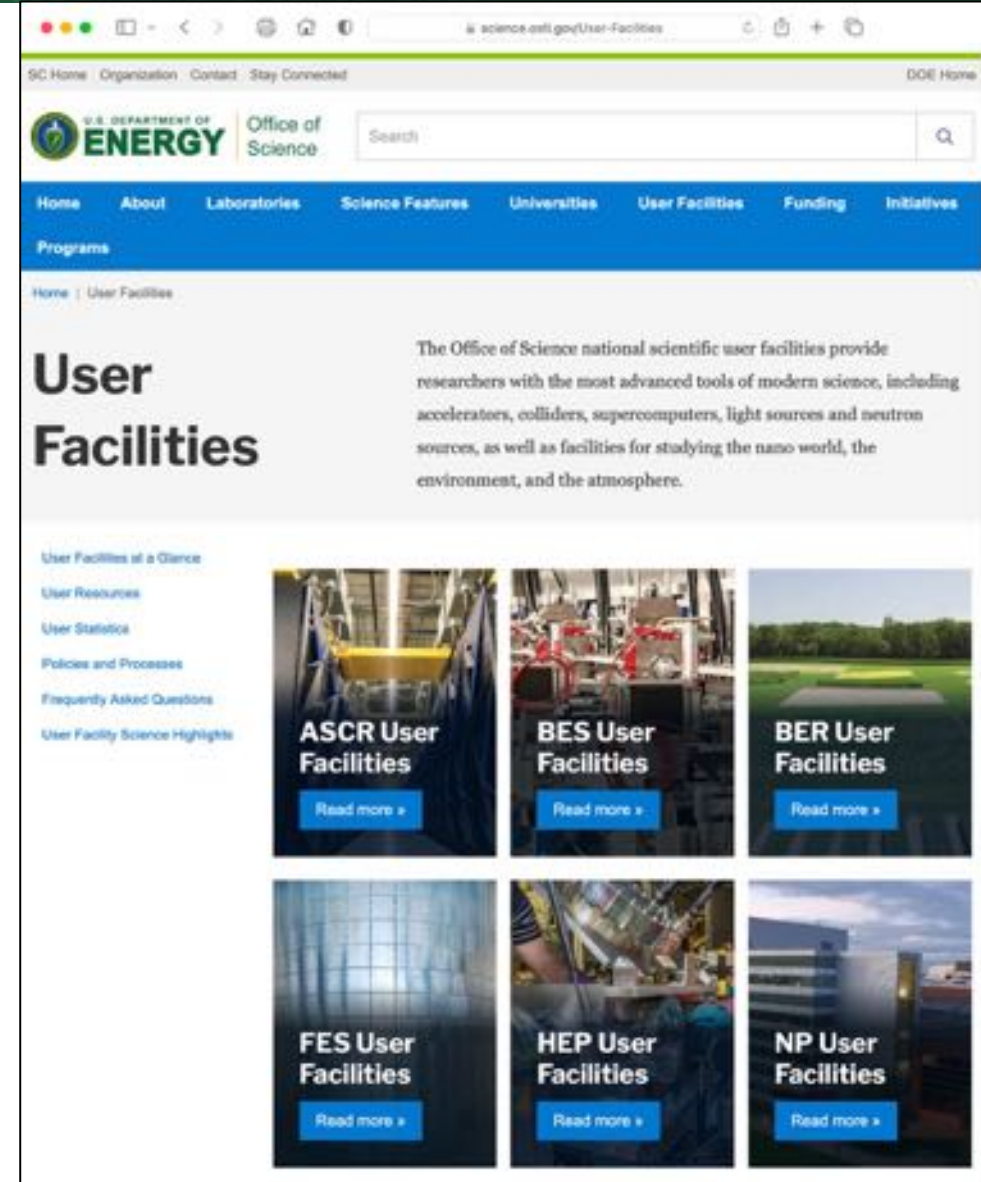 science.osti.gov/User-Facilities
SC Home Organization Contact Stay Connected DOE Home
U.S. DEPARTMENT OF
ENERGY
Office of
Science
Search
Home About Laboratories Science Features Universities User Facilities Funding Initiatives
Programs
Home | User Facilities
User
Facilities
The Office of Science national scientific user facilities provide
researchers with the most advanced tools of modern science, including
accelerators, colliders, supercomputers, light sources and neutron
sources, as well as facilities for studying the nano world, the
environment, and the atmosphere.
User Facilities at a Glance
User Resources
User Statistics
Policies and Processes
Frequently Asked Questions
User Facility Science Highlights
ASCR User
Facilities
Read more »
BES User
Facilities
Read more »
BER User
Facilities
Read more »
FES User
Facilities
Read more »
HEP User
Facilities
Read more »
NP User
Facilities
Read more »